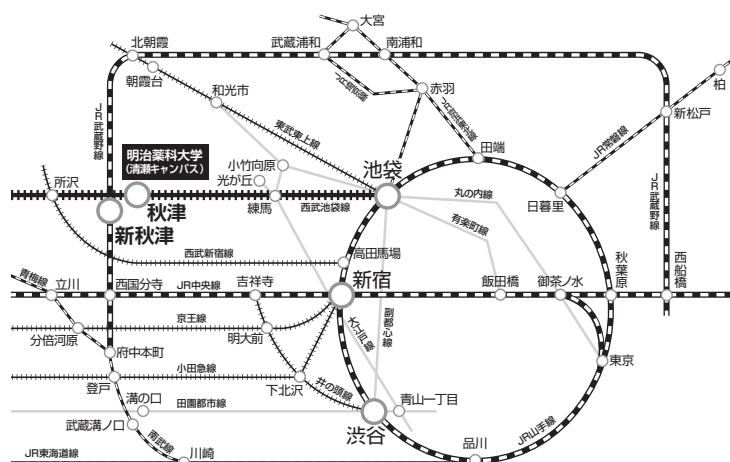 大宮
北朝霞
武蔵浦和
南浦和
朝霞台
柏
和光市
埼京線
赤羽
新松戸
JR武蔵野線
東武東上線
京浜東北線
JR常磐線
明治薬科大学
(清瀬キャンパス)
小竹向原
池袋
田端
光が丘
所沢
秋津
練馬
西武池袋線
丸の内線
日暮里
JR武蔵野線
新秋津
有楽町線
西武新宿線
高田馬場
新宿
秋葉原
西船橋
青梅線
立川
西国分寺
JR中央線
吉祥寺
飯田橋
御茶ノ水
京王線
大江戸線
副都心線
分倍河原
明大前
府中本町
東京
小田急線
登戸
下北沢
井の頭線
溝の口
田園都市線
青山一丁目
武蔵溝ノ口
渋谷
南武線
品川
JR山手線
JR東海道線
川崎